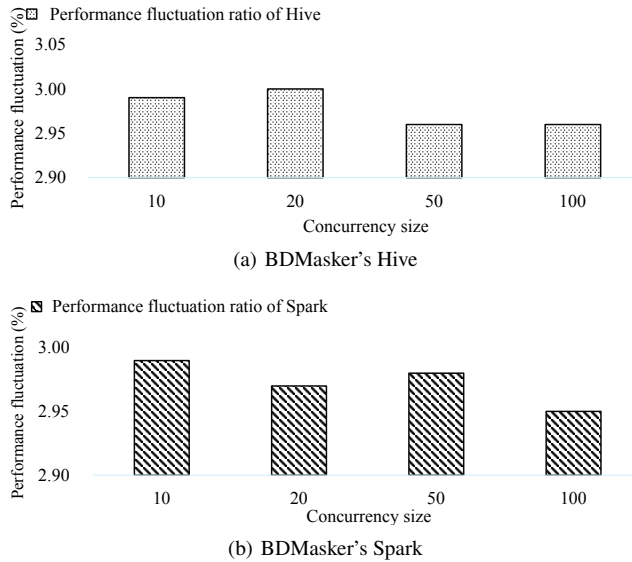 Performance fluctuation ratio of Hive
Performance fluctuation (%)
3.05
3.00
2.95
2.90
10 20 50 100
Concurrency size
(a) BDMasker's Hive
Performance fluctuation ratio of Spark
Performance fluctuation (%)
3.00
2.95
2.90
10 20 50 100
Concurrency size
(b) BDMasker's Spark